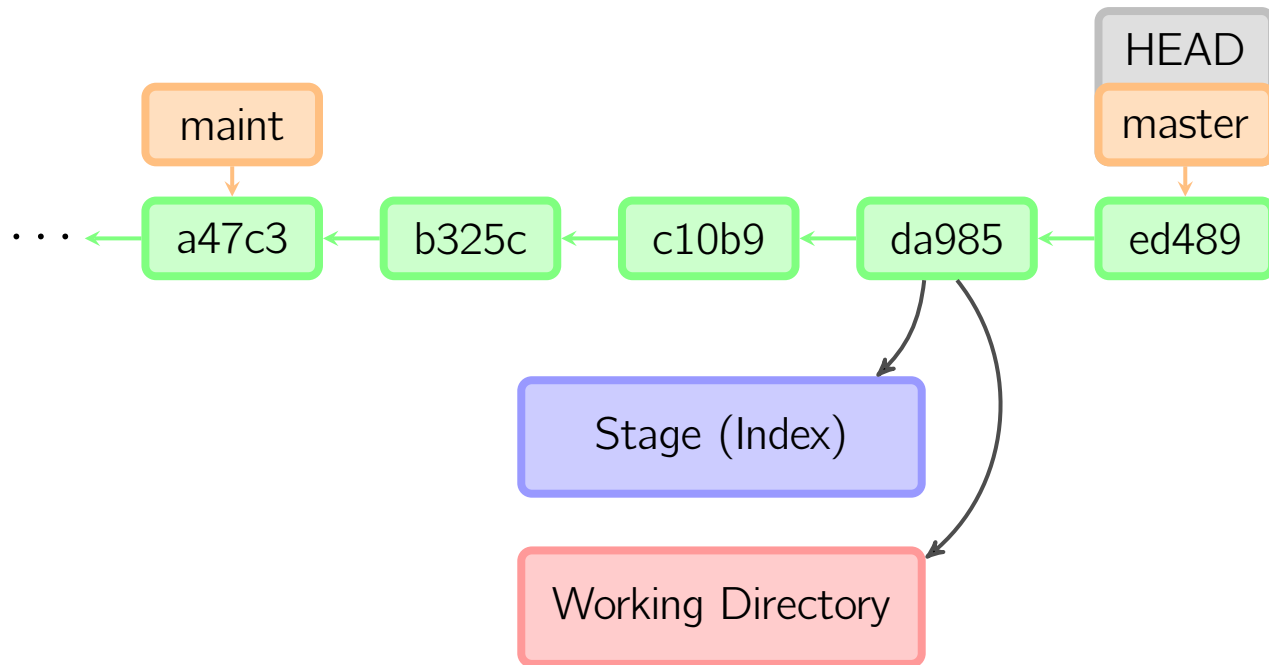 HEAD
maint
master
... a47c3 b325c c10b9 da985 ed489
Stage (Index)
Working Directory